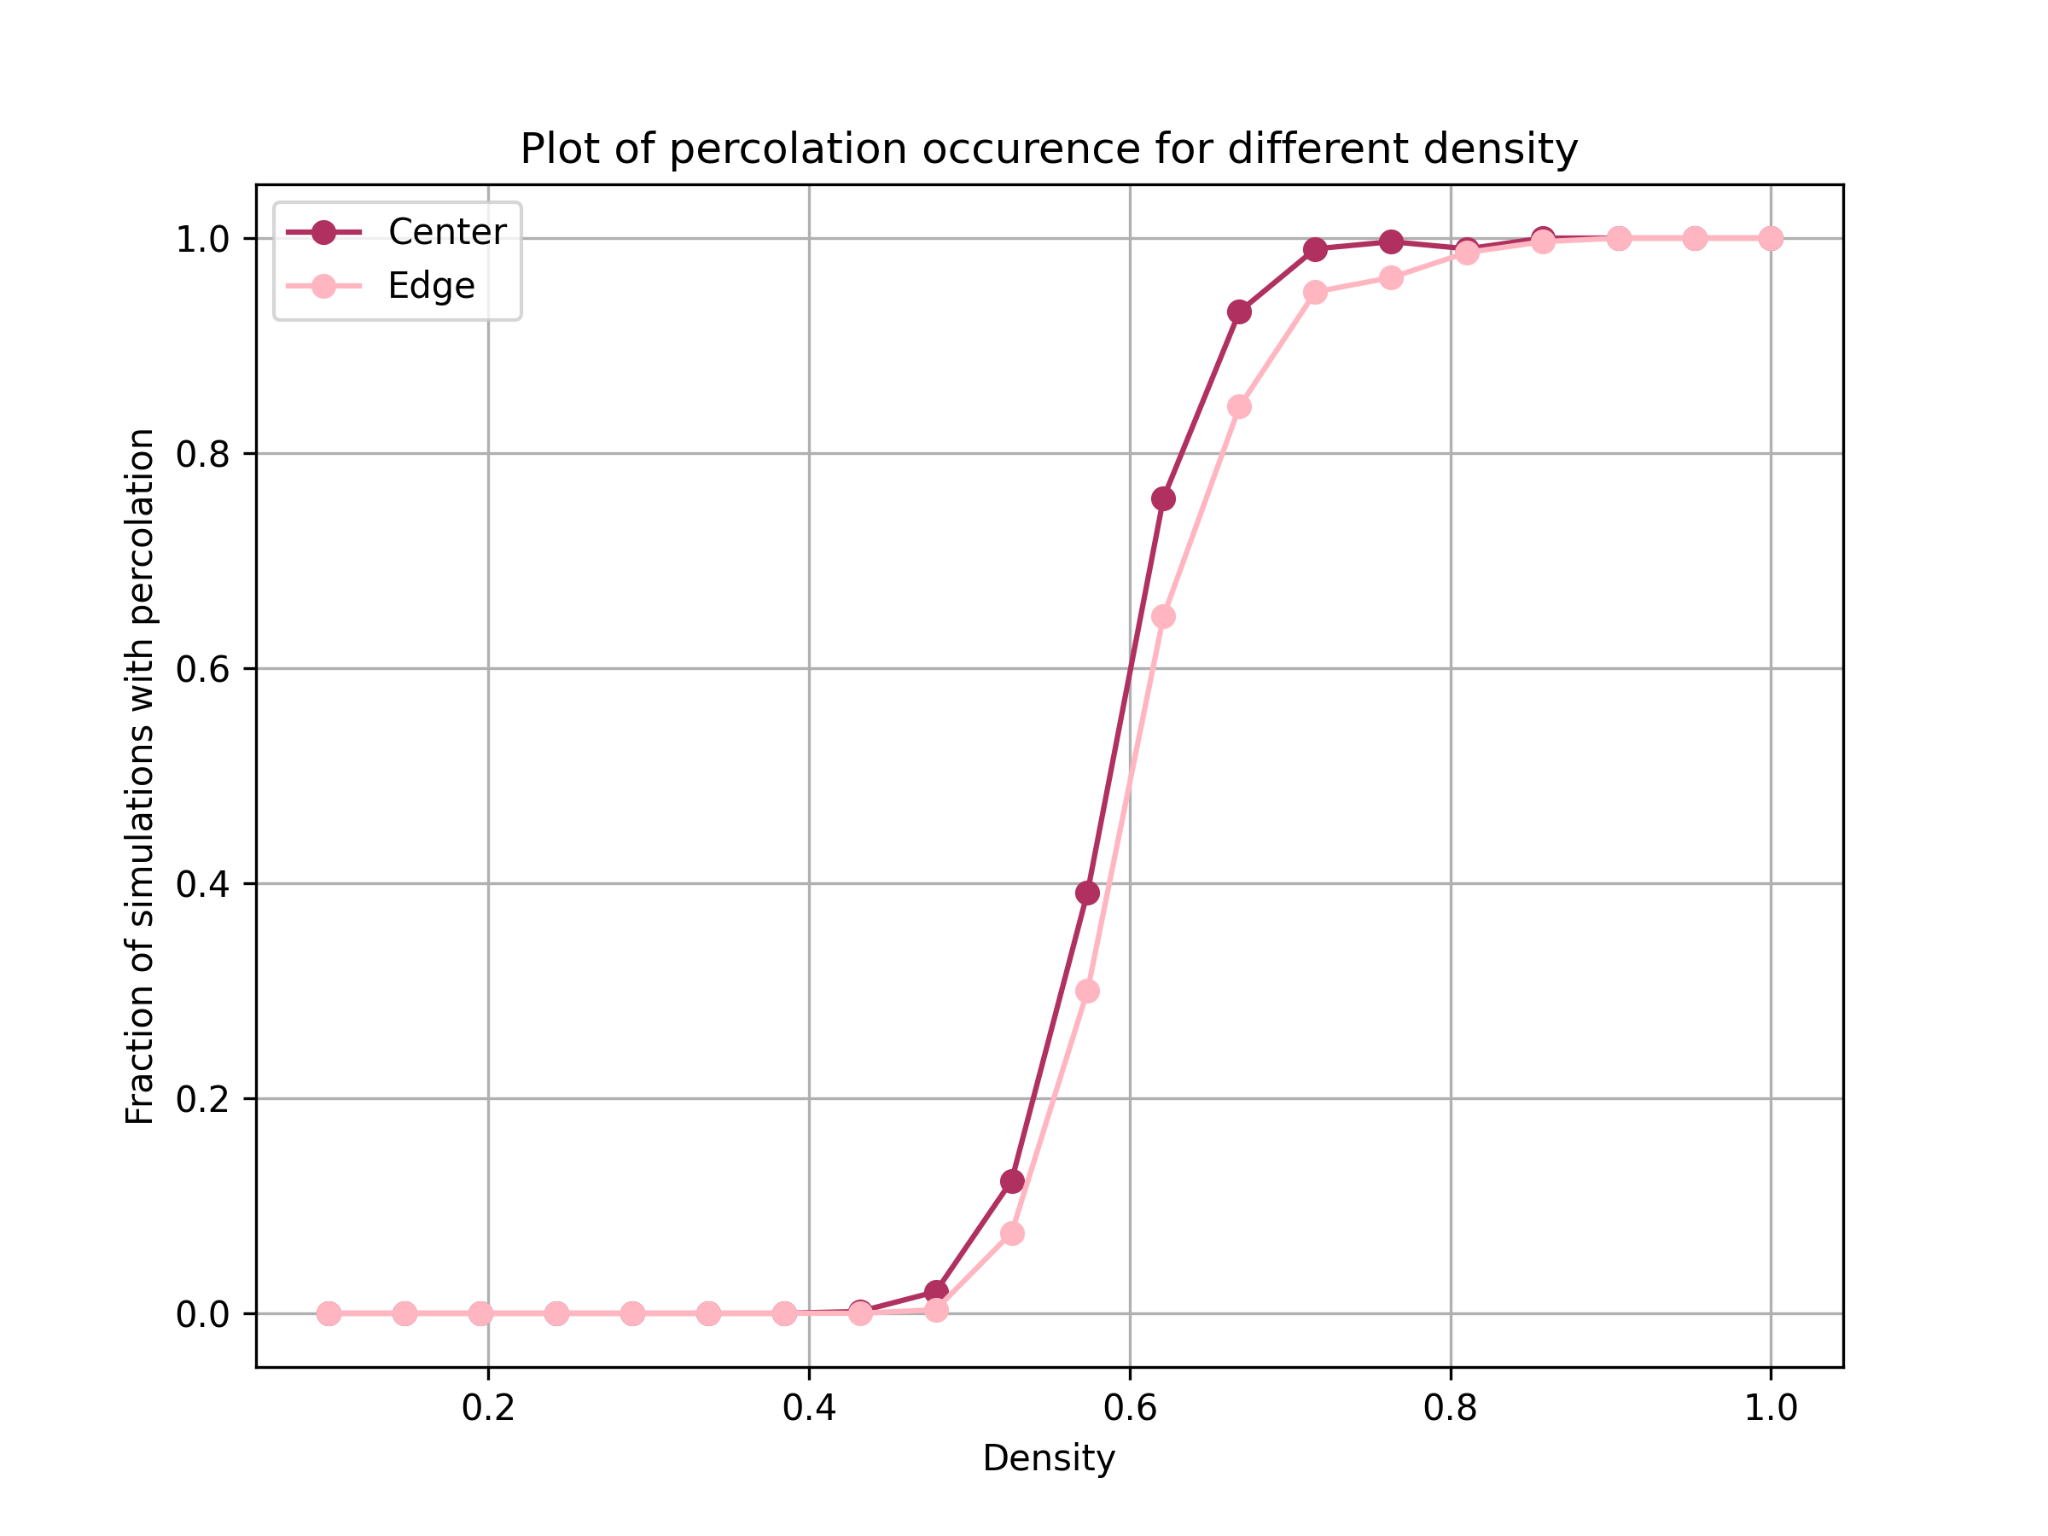 Plot of percolation occurence for different density
Center
Edge
1.0
0.8
0.6
0.4
0.2
0.0
Fraction of simulations with percolation
0.2 0.4 0.6 0.8 1.0
Density